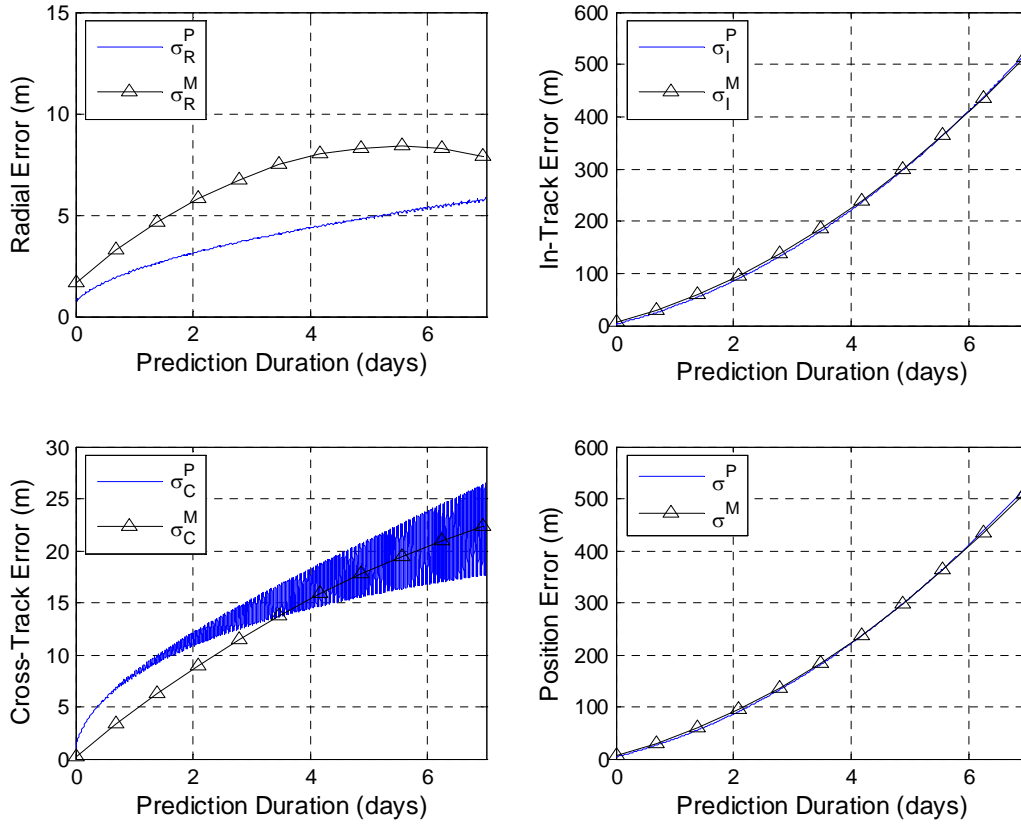 15
10
5
0
Radial Error (m)
σ_R^P
σ_R^M
0 2 4 6
Prediction Duration (days)
600
500
400
300
200
100
0
In-Track Error (m)
σ_I^P
σ_I^M
0 2 4 6
Prediction Duration (days)
30
25
20
15
10
5
0
Cross-Track Error (m)
σ_C^P
σ_C^M
0 2 4 6
Prediction Duration (days)
600
500
400
300
200
100
0
Position Error (m)
σ^P
σ^M
0 2 4 6
Prediction Duration (days)